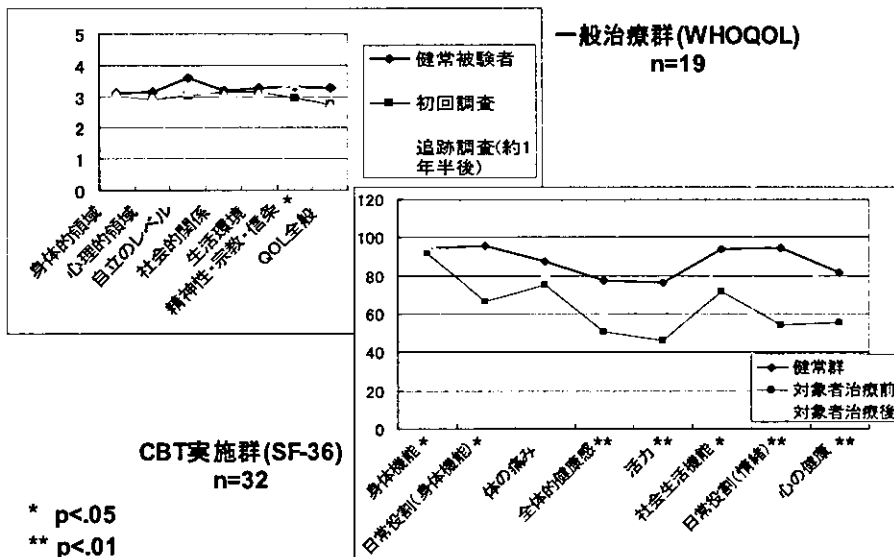 一般治療群(WHOQOL)
n=19
5
4
3
2
1
0
身体的領域
心理的領域
自立のレベル
社会的関係
生活環境
精神性・宗教・信条 *
QOL全般
健常被験者
初回調査
追跡調査(約1
年半後)
120
100
80
60
40
20
0
身体機能 *
日常役割(身体機能) *
体の痛み
全体的健康感 **
活力 **
社会生活機能 *
日常役割(情緒) **
心の健康 **
健常群
対象者治療前
対象者治療後
CBT実施群(SF-36)
n=32
* p<.05
** p<.01